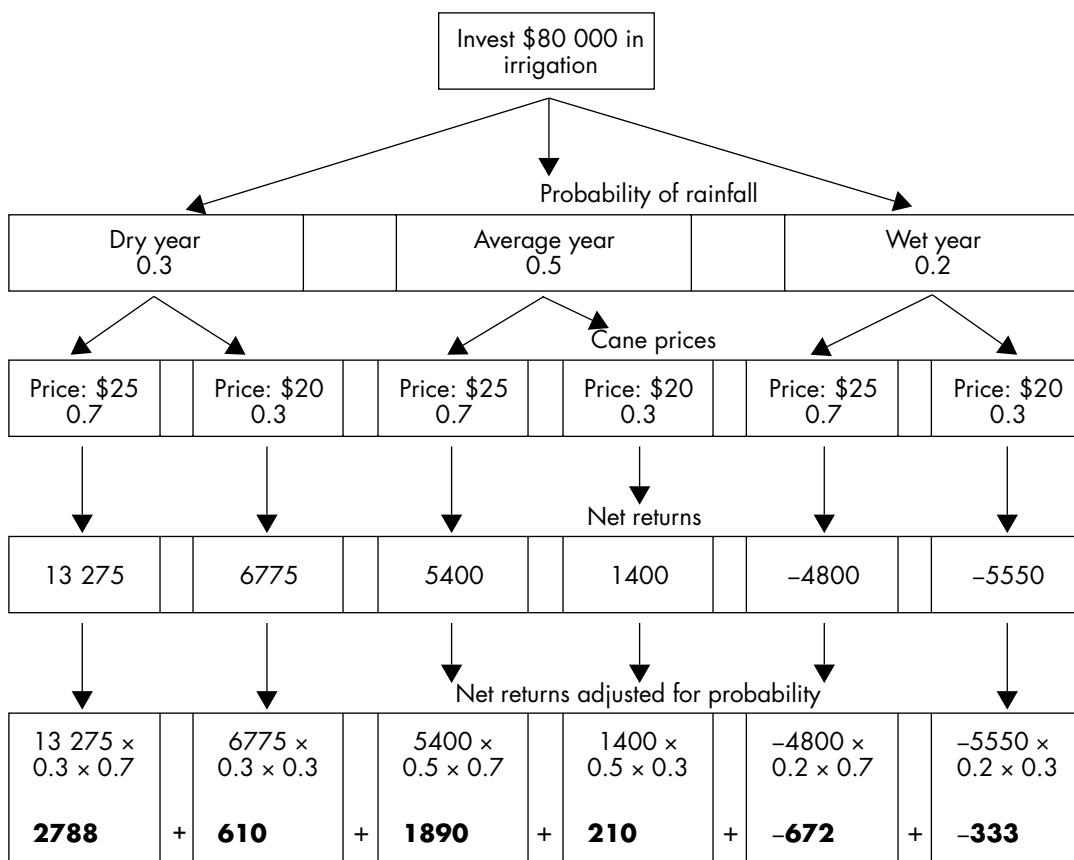 Invest $80 000 in
irrigation
Probability of rainfall
Dry year
0.3
Average year
0.5
Wet year
0.2
Cane prices
Price: $25
0.7
Price: $20
0.3
Price: $25
0.7
Price: $20
0.3
Price: $25
0.7
Price: $20
0.3
Net returns
13 275
6775
5400
1400
–4800
–5550
Net returns adjusted for probability
13 275 ×
0.3 × 0.7
6775 ×
0.3 × 0.3
5400 ×
0.5 × 0.7
1400 ×
0.5 × 0.3
–4800 ×
0.2 × 0.7
–5550 ×
0.2 × 0.3
2788 + 610 + 1890 + 210 + –672 + –333